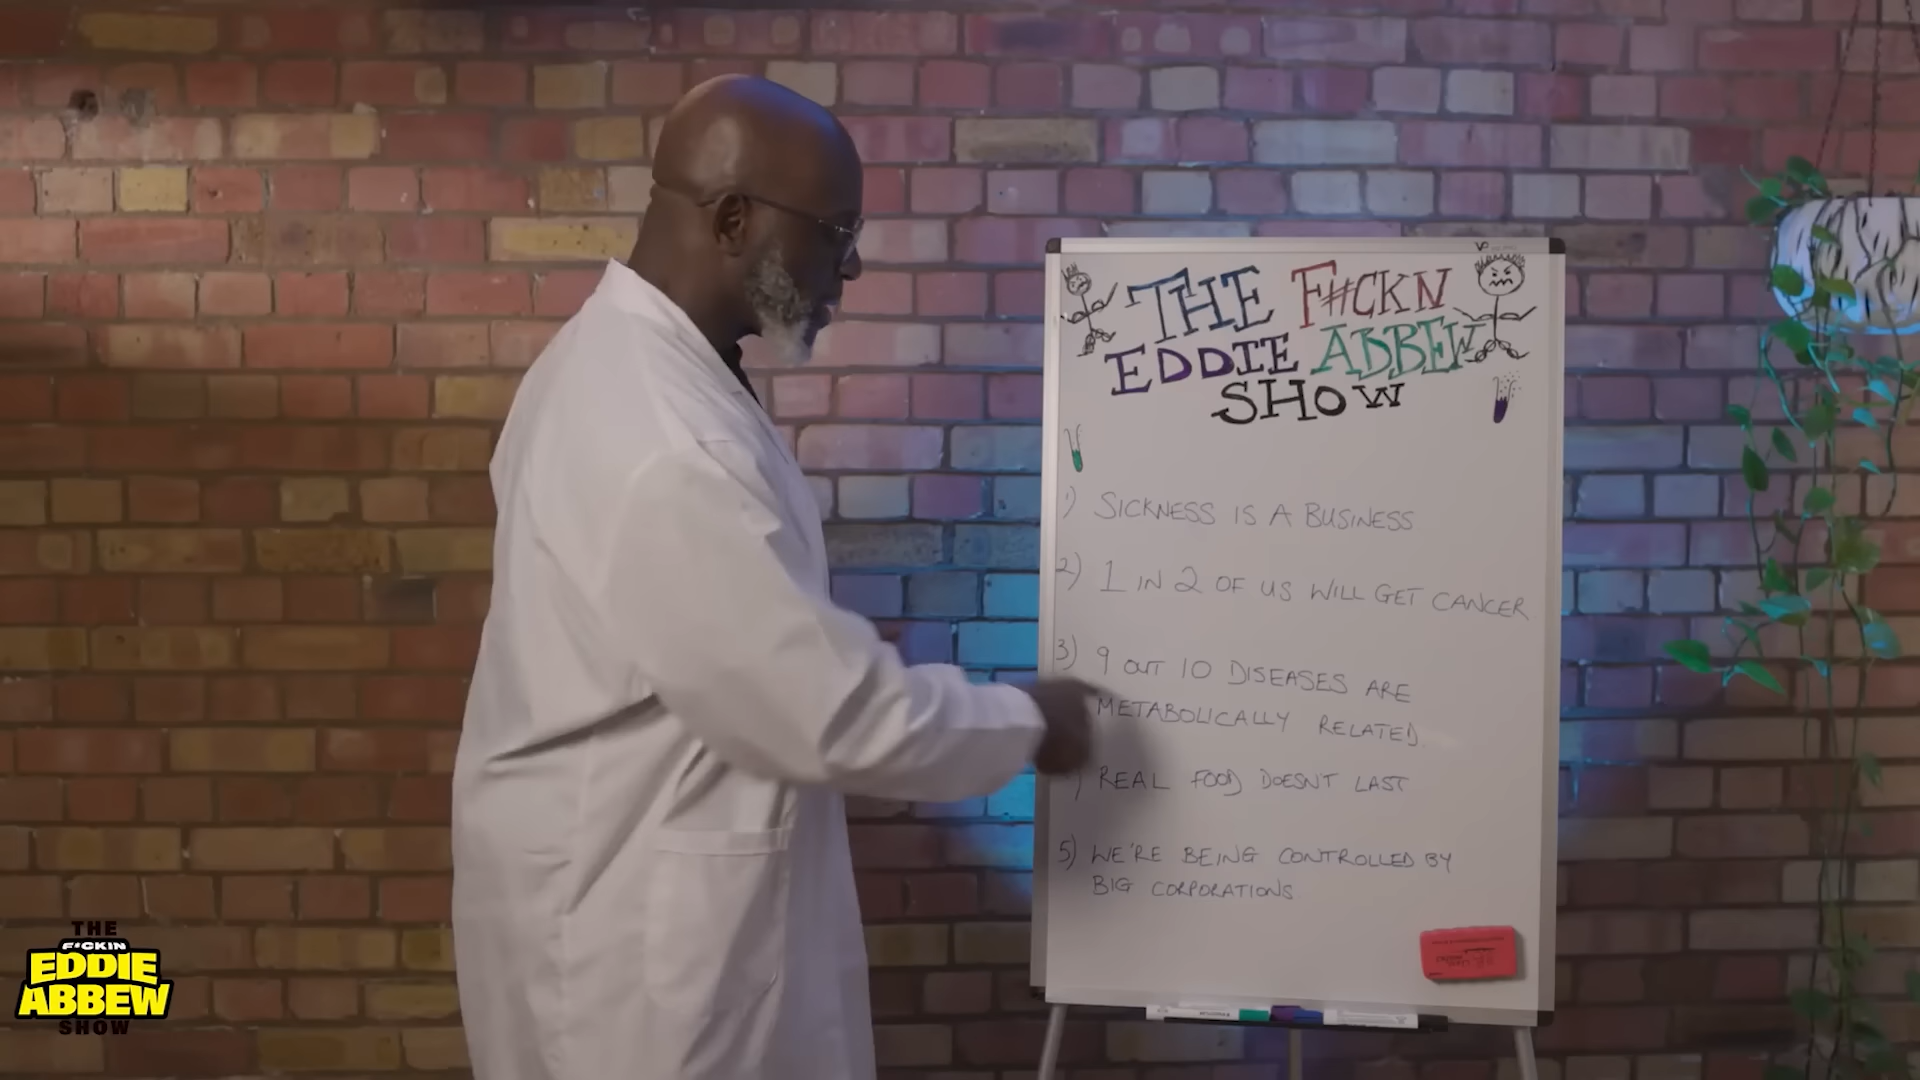 THE F#CKN
EDDIE ABBEW
SHOW
1) SICKNESS IS A BUSINESS
2) 1 IN 2 OF US WILL GET CANCER
3) 9 OUT 10 DISEASES ARE
METABOLICALLY RELATED.
) REAL FOOD DOESN'T LAST
5) WE'RE BEING CONTROLLED BY
BIG CORPORATIONS
THE
F*CKIN
EDDIE
ABBEW
SHOW